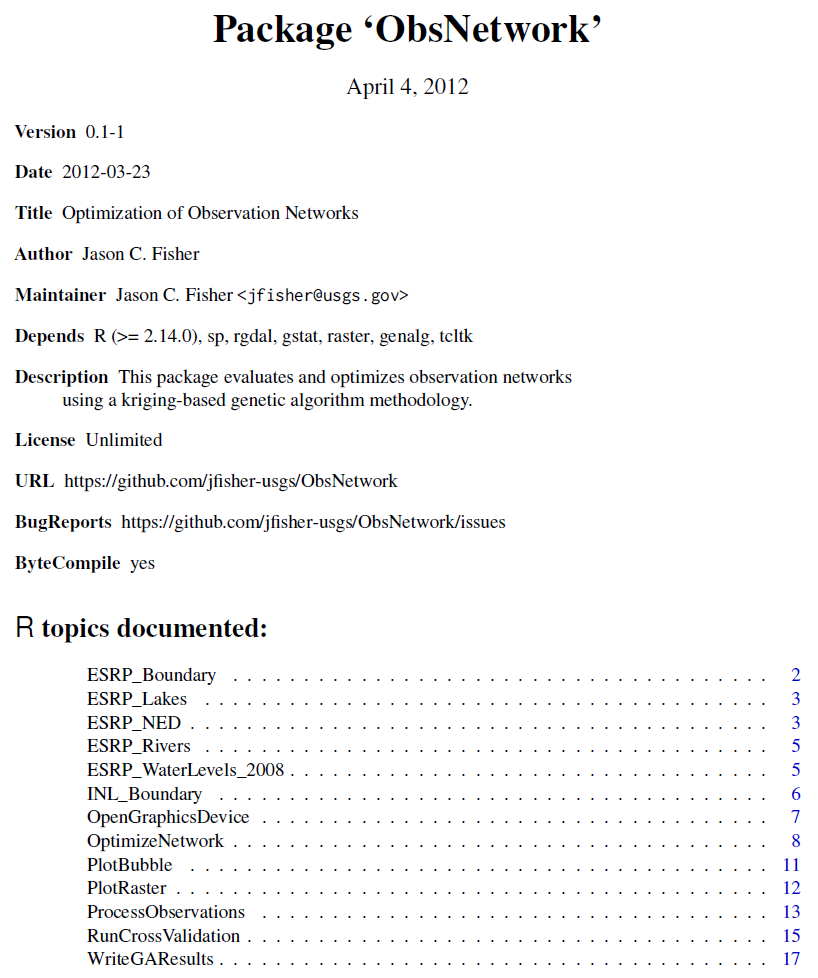 Package ‘ObsNetwork’
April 4, 2012
Version 0.1-1
Date 2012-03-23
Title Optimization of Observation Networks
Author Jason C. Fisher
Maintainer Jason C. Fisher <jfisher@usgs.gov>
Depends R (>= 2.14.0), sp, rgdal, gstat, raster, genalg, tcltk
Description This package evaluates and optimizes observation networks
using a kriging-based genetic algorithm methodology.
License Unlimited
URL https://github.com/jfisher-usgs/ObsNetwork
BugReports https://github.com/jfisher-usgs/ObsNetwork/issues
ByteCompile yes
R topics documented:
ESRP_Boundary . . . . . . . . . . . . . . . . . . . . . . . . . . . . . . . . . . . . . . 2
ESRP_Lakes . . . . . . . . . . . . . . . . . . . . . . . . . . . . . . . . . . . . . . . . 3
ESRP_NED . . . . . . . . . . . . . . . . . . . . . . . . . . . . . . . . . . . . . . . . . 3
ESRP_Rivers . . . . . . . . . . . . . . . . . . . . . . . . . . . . . . . . . . . . . . . . 5
ESRP_WaterLevels_2008 . . . . . . . . . . . . . . . . . . . . . . . . . . . . . . . . . . 5
INL_Boundary . . . . . . . . . . . . . . . . . . . . . . . . . . . . . . . . . . . . . . . 6
OpenGraphicsDevice . . . . . . . . . . . . . . . . . . . . . . . . . . . . . . . . . . . . 7
OptimizeNetwork . . . . . . . . . . . . . . . . . . . . . . . . . . . . . . . . . . . . . . 8
PlotBubble . . . . . . . . . . . . . . . . . . . . . . . . . . . . . . . . . . . . . . . . . 11
PlotRaster . . . . . . . . . . . . . . . . . . . . . . . . . . . . . . . . . . . . . . . . . . 12
ProcessObservations . . . . . . . . . . . . . . . . . . . . . . . . . . . . . . . . . . . . 13
RunCrossValidation . . . . . . . . . . . . . . . . . . . . . . . . . . . . . . . . . . . . . 15
WriteGAResults . . . . . . . . . . . . . . . . . . . . . . . . . . . . . . . . . . . . . . . 17